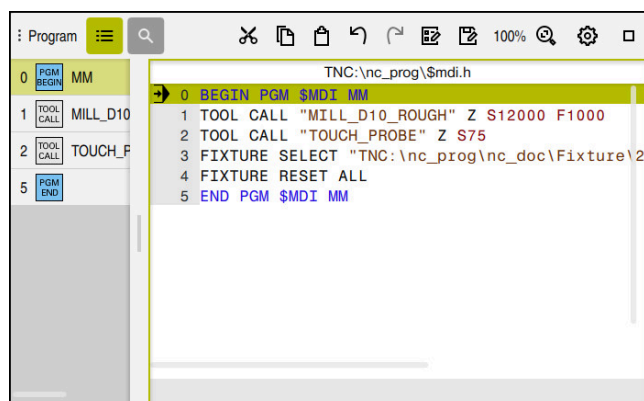 Program 100%
TNC:\nc_prog\$mdi.h
0 PGM BEGIN MM
1 TOOL CALL MILL_D10
2 TOOL CALL TOUCH_P
5 PGM END
0 BEGIN PGM $MDI MM
1 TOOL CALL "MILL_D10_ROUGH" Z S12000 F1000
2 TOOL CALL "TOUCH_PROBE" Z S75
3 FIXTURE SELECT "TNC:\nc_prog\nc_doc\Fixture\2
4 FIXTURE RESET ALL
5 END PGM $MDI MM